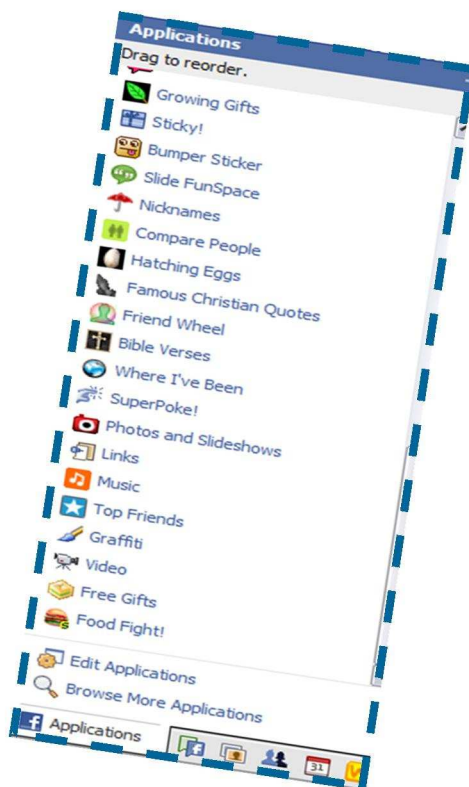 Applications
Drag to reorder.
Growing Gifts
Sticky!
Bumper Sticker
Slide FunSpace
Nicknames
Compare People
Hatching Eggs
Famous Christian Quotes
Friend Wheel
Bible Verses
Where I've Been
SuperPoke!
Photos and Slideshows
Links
Music
Top Friends
Graffiti
Video
Free Gifts
Food Fight!
Edit Applications
Browse More Applications
Applications
31